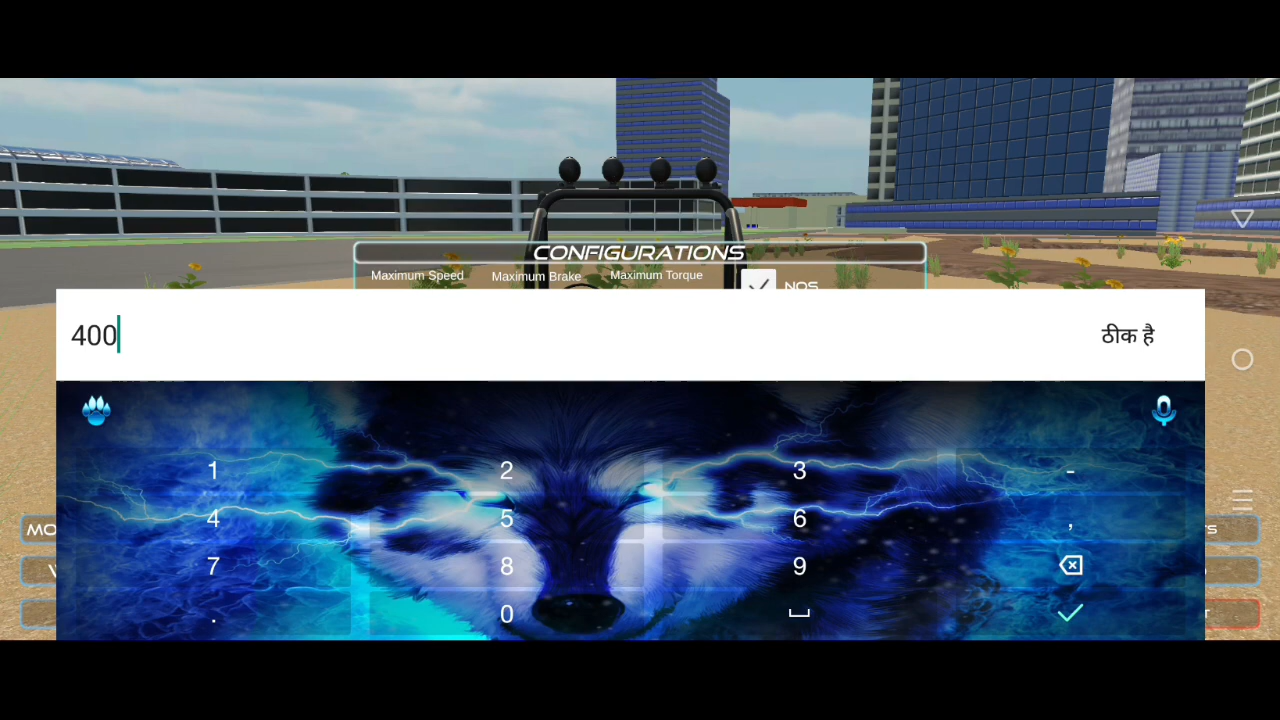 CONFIGURATIONS
Maximum Speed Maximum Brake Maximum Torque
NOS
400 ठीक है
1 2 3 -
4 5 6 ,
7 8 9
. 0
MO